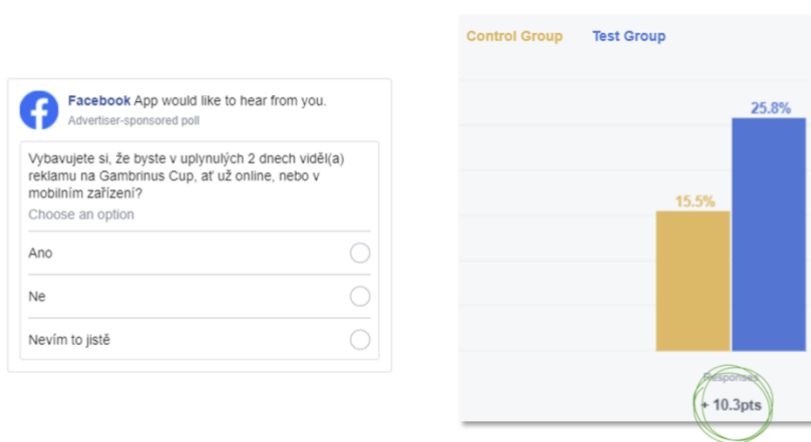 Facebook App would like to hear from you.
Advertiser-sponsored poll
Vybavujete si, že byste v uplynulých 2 dnech viděl(a)
reklamu na Gambrinus Cup, ať už online, nebo v
mobilním zařízení?
Choose an option
Ano
Ne
Nevím to jistě
Control Group Test Group
25.8%
15.5%
Responses
+ 10.3pts